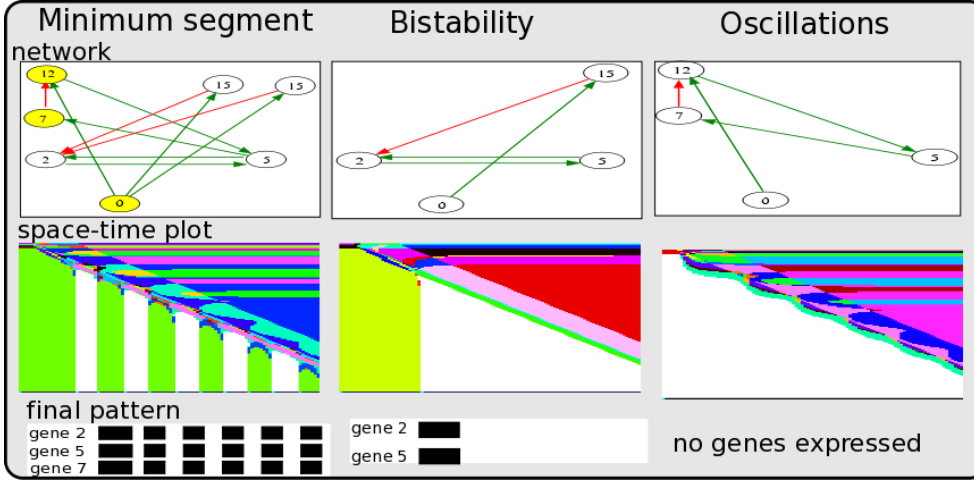 Minimum segment Bistability Oscillations
network
12 15 15 15 12
7 7
2 5 2 5 5
0 0 0
space-time plot
final pattern
gene 2 gene 2
gene 5 gene 5 no genes expressed
gene 7